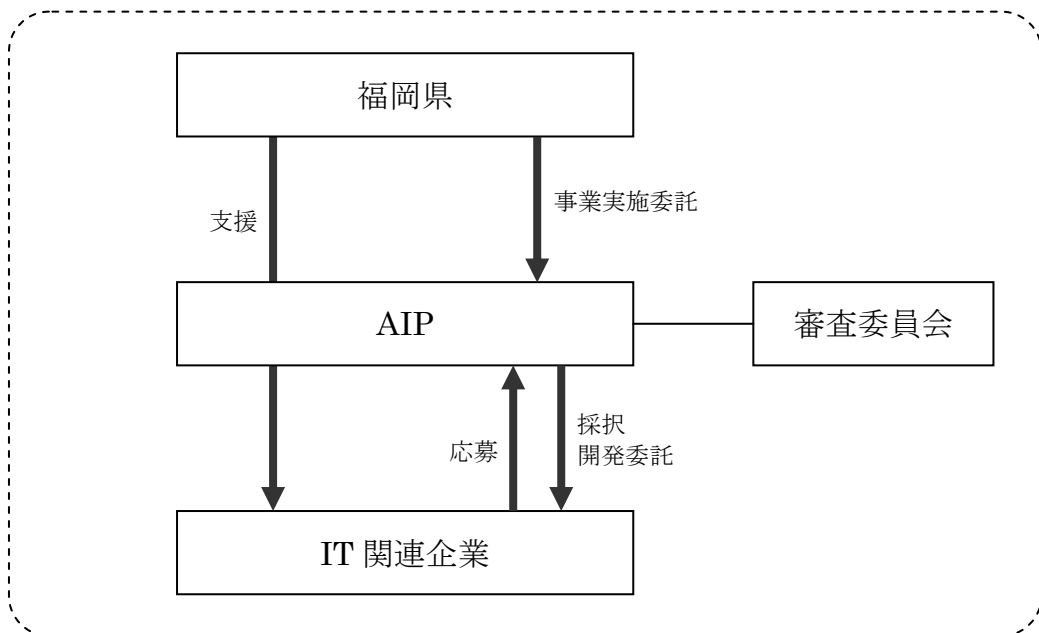 福岡県
支援
事業実施委託
AIP
審査委員会
応募
採択
開発委託
IT 関連企業